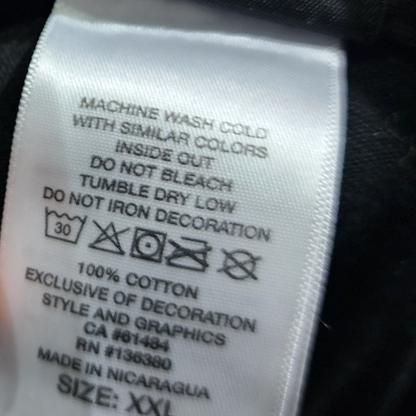 MACHINE WASH COLD
WITH SIMILAR COLORS
INSIDE OUT
DO NOT BLEACH
TUMBLE DRY LOW
DO NOT IRON DECORATION
30
100% COTTON
EXCLUSIVE OF DECORATION
STYLE AND GRAPHICS
CA #61484
RN #136380
MADE IN NICARAGUA
SIZE: XXL